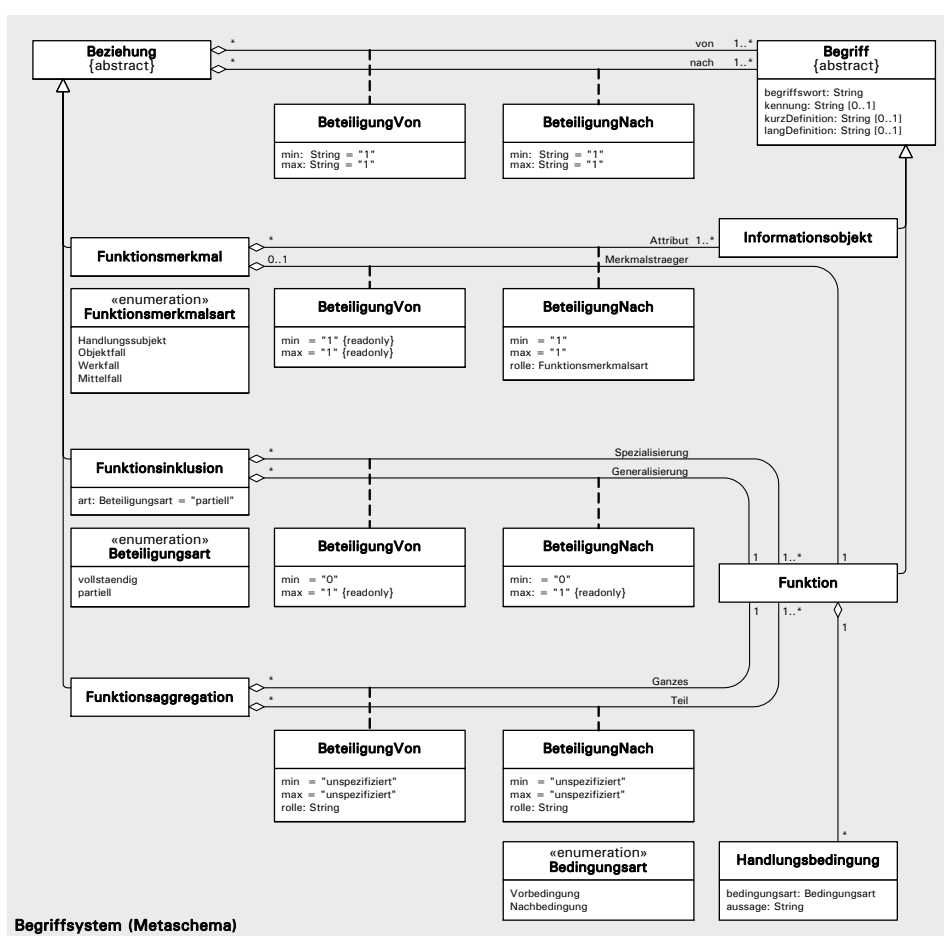 Beziehung
{abstract}
*
von 1..*
*
nach 1..*
Begriff
{abstract}
begriffswort: String
kennung: String [0..1]
kurzDefinition: String [0..1]
langDefinition: String [0..1]
BeteiligungVon
min: String = "1"
max: String = "1"
BeteiligungNach
min: String = "1"
max: String = "1"
Funktionsmerkmal
*
Attribut 1..*
0..1
Merkmalstraeger
Informationsobjekt
«enumeration»
Funktionsmerkmalsart
Handlungssubjekt
Objektfall
Werkfall
Mittelfall
BeteiligungVon
min = "1" {readonly}
max = "1" {readonly}
BeteiligungNach
min = "1"
max = "1"
rolle: Funktionsmerkmalsart
Funktionsinklusion
art: Beteiligungsart = "partiell"
*
Spezialisierung
*
Generalisierung
«enumeration»
Beteiligungsart
vollstaendig
partiell
BeteiligungVon
min = "0"
max = "1" {readonly}
BeteiligungNach
min: = "0"
max: = "1" {readonly}
1 1..* 1
Funktion
1 1..*
1
Funktionsaggregation
*
Ganzes
*
Teil
BeteiligungVon
min = "unspezifiziert"
max = "unspezifiziert"
rolle: String
BeteiligungNach
min = "unspezifiziert"
max = "unspezifiziert"
rolle: String
*
«enumeration»
Bedingungsart
Vorbedingung
Nachbedingung
Handlungsbedingung
bedingungsart: Bedingungsart
aussage: String
Begriffsystem (Metaschema)